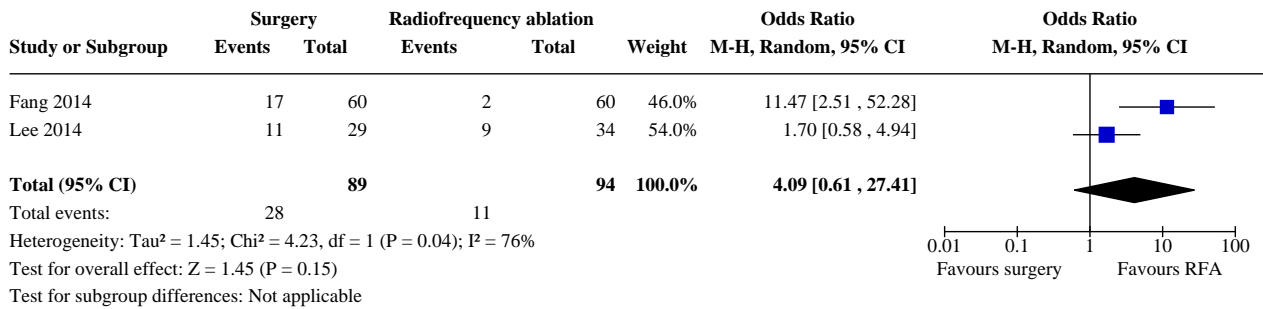 Surgery Radiofrequency ablation Odds Ratio Odds Ratio
Study or Subgroup Events Total Events Total Weight M-H, Random, 95% CI M-H, Random, 95% CI
Fang 2014 17 60 2 60 46.0% 11.47 [2.51 , 52.28]
Lee 2014 11 29 9 34 54.0% 1.70 [0.58 , 4.94]
Total (95% CI) 89 94 100.0% 4.09 [0.61 , 27.41]
Total events: 28 11
Heterogeneity: Tau² = 1.45; Chi² = 4.23, df = 1 (P = 0.04); I² = 76%
0.01 0.1 1 10 100
Test for overall effect: Z = 1.45 (P = 0.15)
Favours surgery Favours RFA
Test for subgroup differences: Not applicable